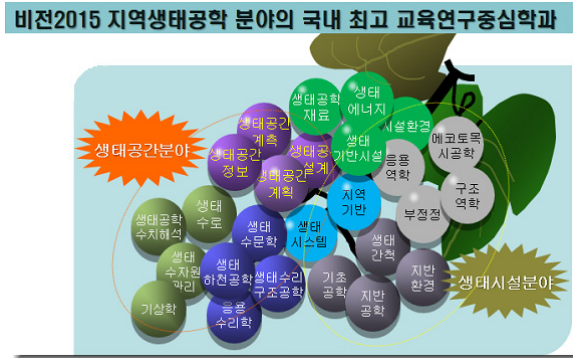 비전2015 지역생태공학 분야의 국내 최고 교육연구중심학과
생태공간분야
생태공간
계측
생태공간
정보
생태공간
설계
생태공간
계획
생태공학
재료
생태
에너지
시설환경
생태
기반시설
응용
역학
에코토목
시공학
구조
역학
부정정
지역
기반
생태
시스템
생태공학
수치해석
생태
수로
생태
수자원
관리
기상학
생태
수문학
생태
하천공학
생태수리
구조공학
응용
수리학
생태
간척
기초
공학
지반
공학
지반
환경
생태시설분야